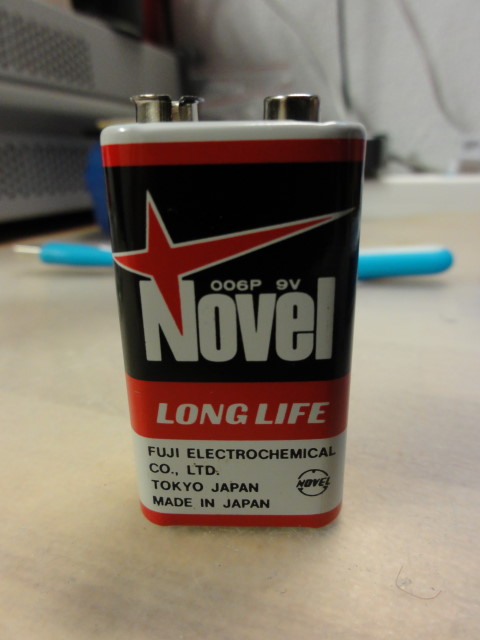 006P 9V
Novel
LONG LIFE
FUJI ELECTROCHEMICAL
CO., LTD.
TOKYO JAPAN
MADE IN JAPAN
NOVEL